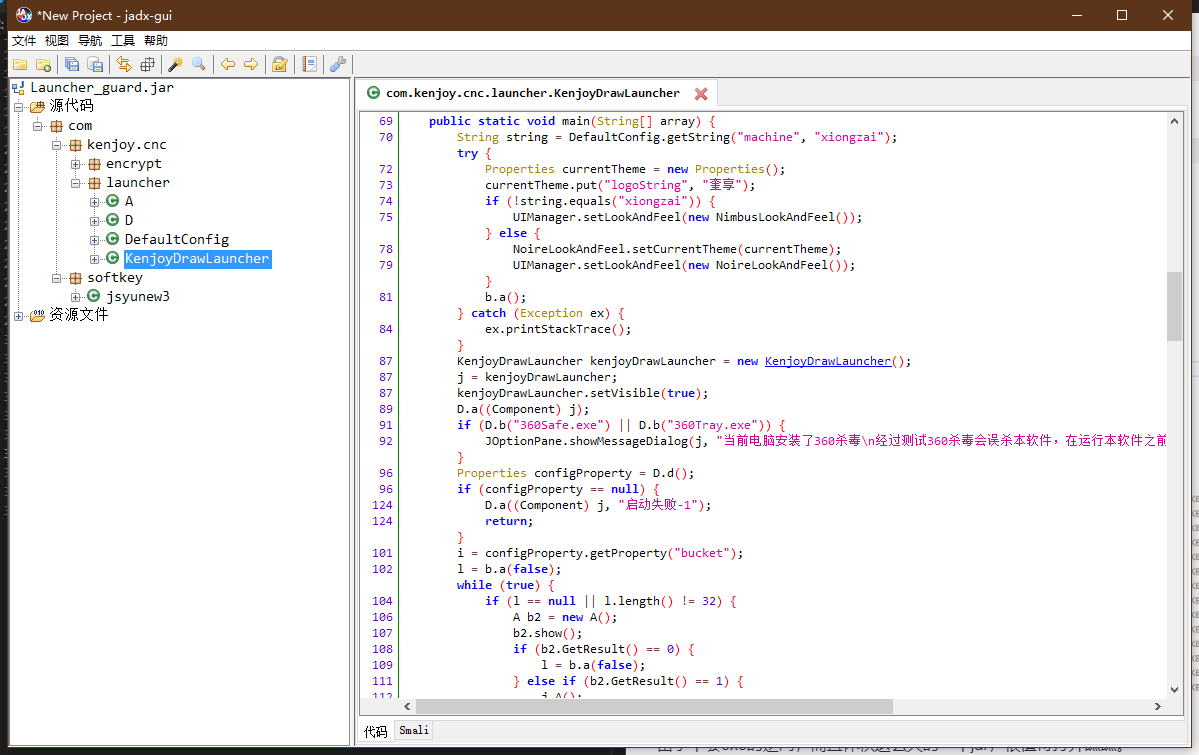 *New Project - jadx-gui
文件 视图 导航 工具 帮助
Launcher_guard.jar
源代码
com
kenjoy.cnc
encrypt
launcher
A
D
DefaultConfig
KenjoyDrawLauncher
softkey
jsyunew3
资源文件
com.kenjoy.cnc.launcher.KenjoyDrawLauncher
69 public static void main(String[] array) {
70 String string = DefaultConfig.getString("machine", "xiongzai");
try {
72 Properties currentTheme = new Properties();
73 currentTheme.put("logoString", "奎享");
74 if (!string.equals("xiongzai")) {
75 UIManager.setLookAndFeel(new NimbusLookAndFeel());
} else {
78 NoireLookAndFeel.setCurrentTheme(currentTheme);
79 UIManager.setLookAndFeel(new NoireLookAndFeel());
}
81 b.a();
} catch (Exception ex) {
84 ex.printStackTrace();
}
87 KenjoyDrawLauncher kenjoyDrawLauncher = new KenjoyDrawLauncher();
87 j = kenjoyDrawLauncher;
87 kenjoyDrawLauncher.setVisible(true);
89 D.a((Component) j);
91 if (D.b("360Safe.exe") || D.b("360Tray.exe")) {
92 JOptionPane.showMessageDialog(j, "当前电脑安装了360杀毒\n经过测试360杀毒会误杀本软件，在运行本软件之前
}
96 Properties configProperty = D.d();
96 if (configProperty == null) {
124 D.a((Component) j, "启动失败-1");
124 return;
}
101 i = configProperty.getProperty("bucket");
102 l = b.a(false);
while (true) {
104 if (l == null || l.length() != 32) {
106 A b2 = new A();
107 b2.show();
108 if (b2.GetResult() == 0) {
109 l = b.a(false);
111 } else if (b2.GetResult() == 1) {
112 j.A();
代码 Smali